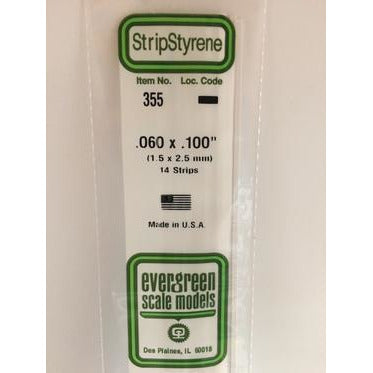 StripStyrene
Item No. Loc. Code
355
.060 x .100"
(1.5 x 2.5 mm)
14 Strips
Made in U.S.A
evergreen
scale models
Des Plaines, IL 60018